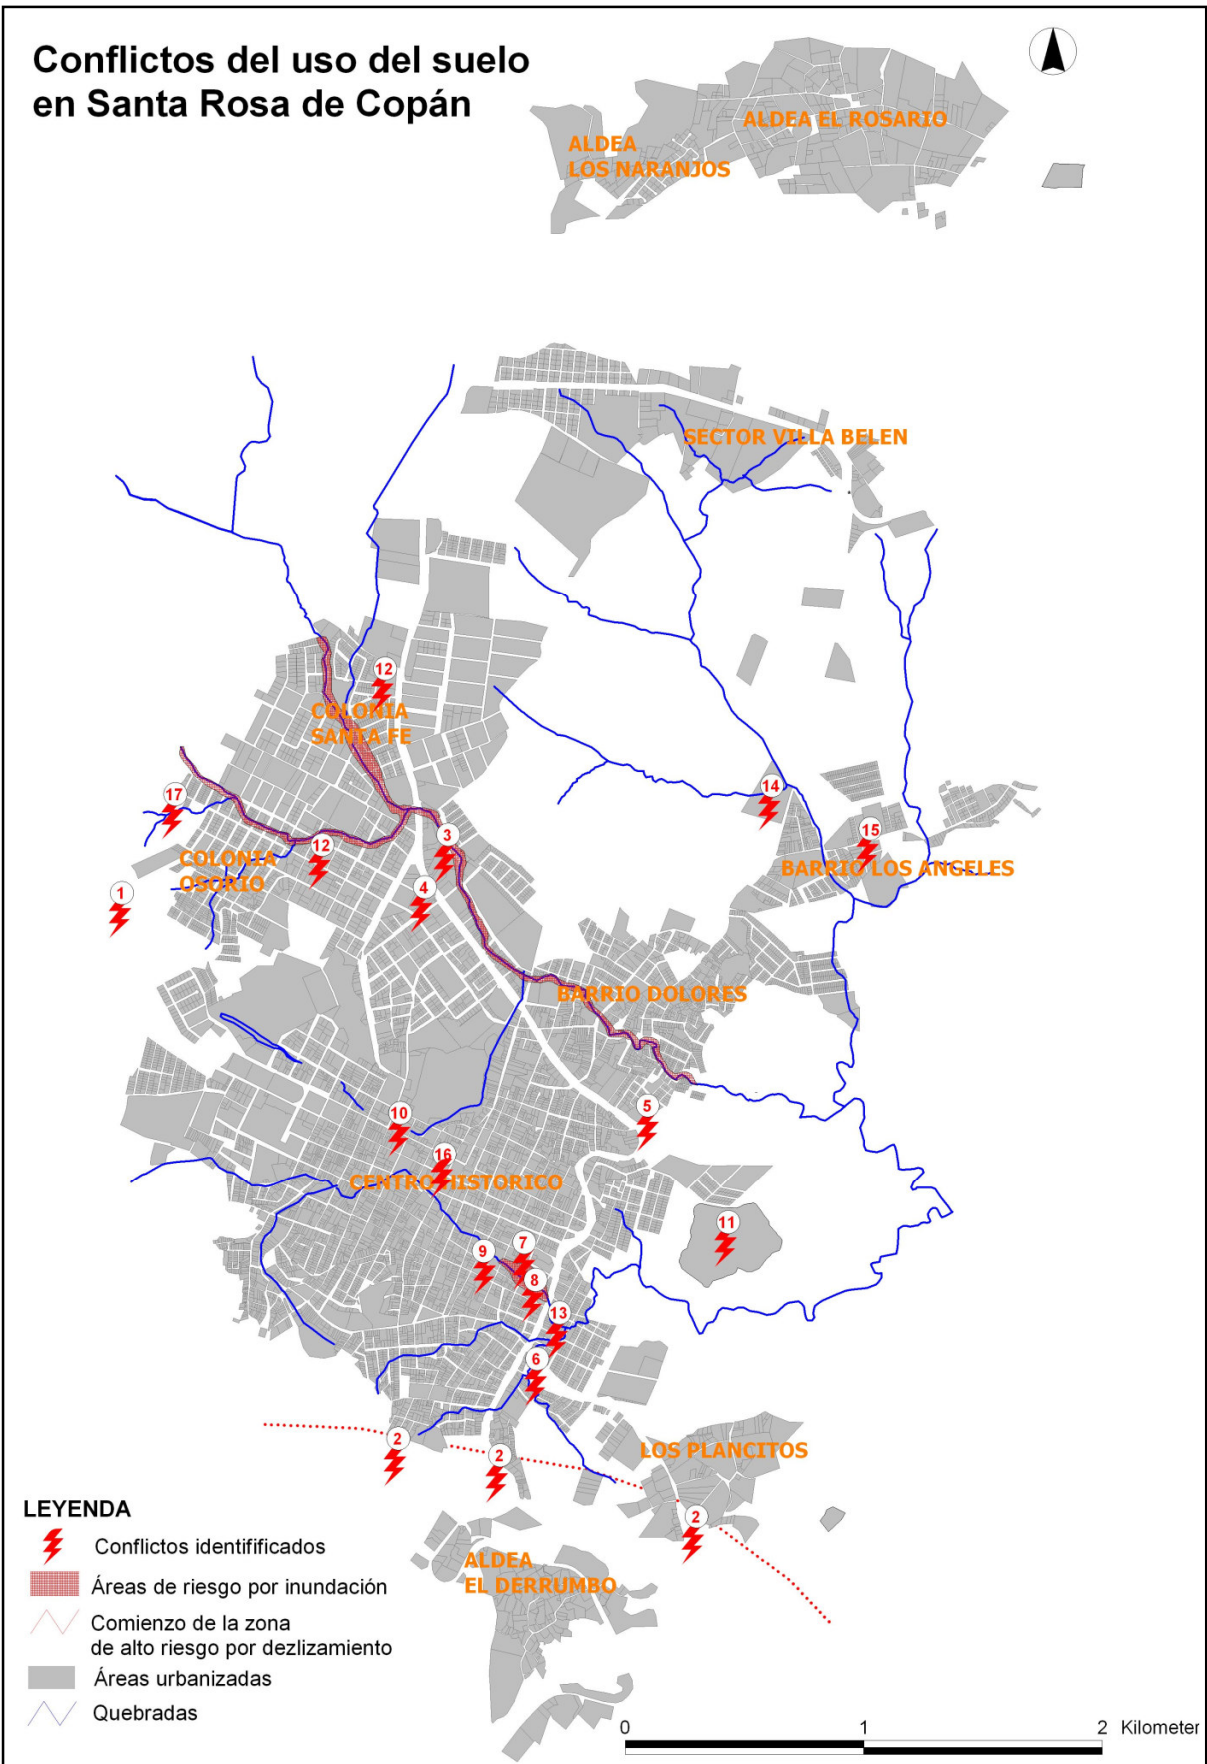 Conflictos del uso del suelo
en Santa Rosa de Copán
ALDEA EL ROSARIO
ALDEA
LOS NARANJOS
SECTOR VILLA BELEN
12
COLONIA
SANTA FE
17
14
3
15
12
COLONIA
OSORIO
BARRIO LOS ANGELES
4
1
BARRIO DOLORES
5
10
16
CENTRO HISTORICO
11
7
9
8
13
6
2
2
LOS PLANCITOS
2
ALDEA
EL DERRUMBO
LEYENDA
Conflictos identifificados
Áreas de riesgo por inundación
Comienzo de la zona
de alto riesgo por dezlizamiento
Áreas urbanizadas
Quebradas
0 1 2 Kilometer